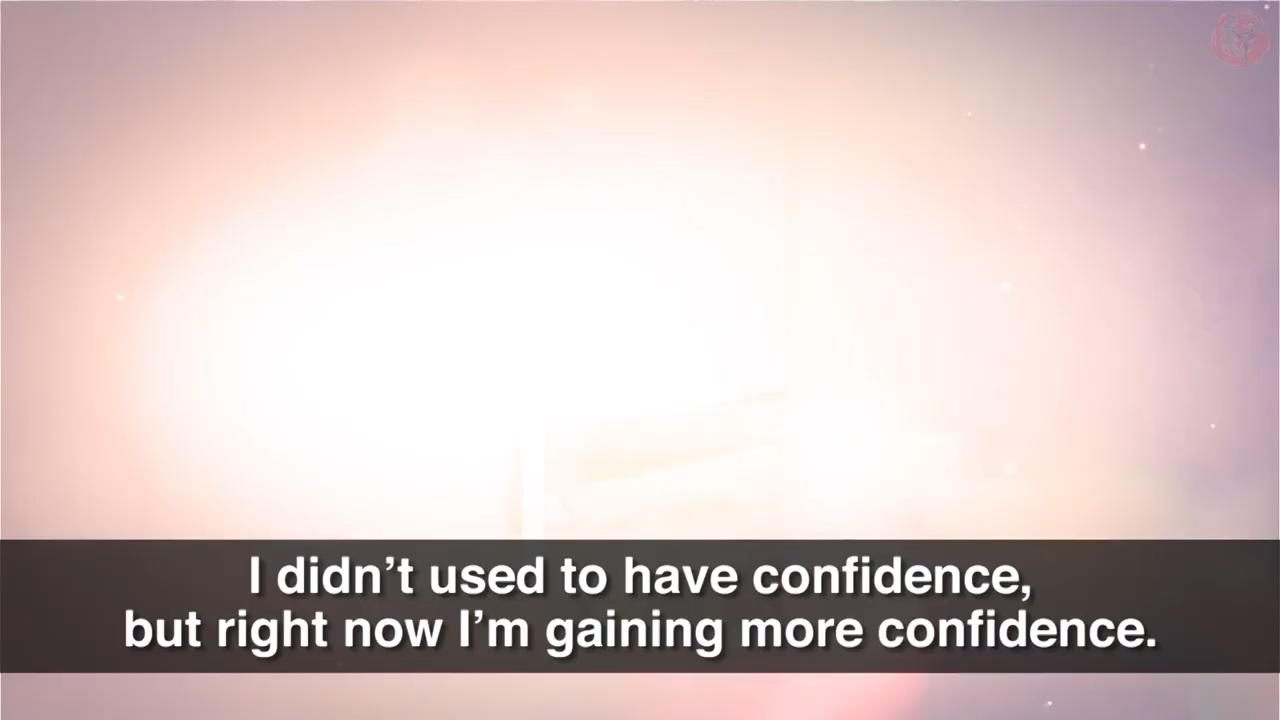 I didn’t used to have confidence,
but right now I’m gaining more confidence.